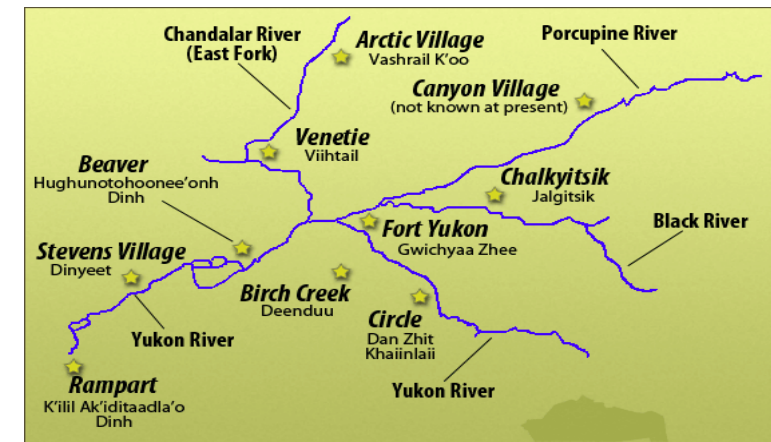 Chandalar River
(East Fork)
Arctic Village
Vashrail K'oo
Porcupine River
Canyon Village
(not known at present)
Venetie
Viihtail
Beaver
Hughunotohoonee'onh
Dinh
Chalkyitsik
Jalgitsik
Black River
Fort Yukon
Gwichyaa Zhee
Stevens Village
Dinyeet
Birch Creek
Deenduu
Circle
Dan Zhit
Khaiinlaii
Yukon River
Yukon River
Rampart
K'ilil Ak'iditaadla'o
Dinh